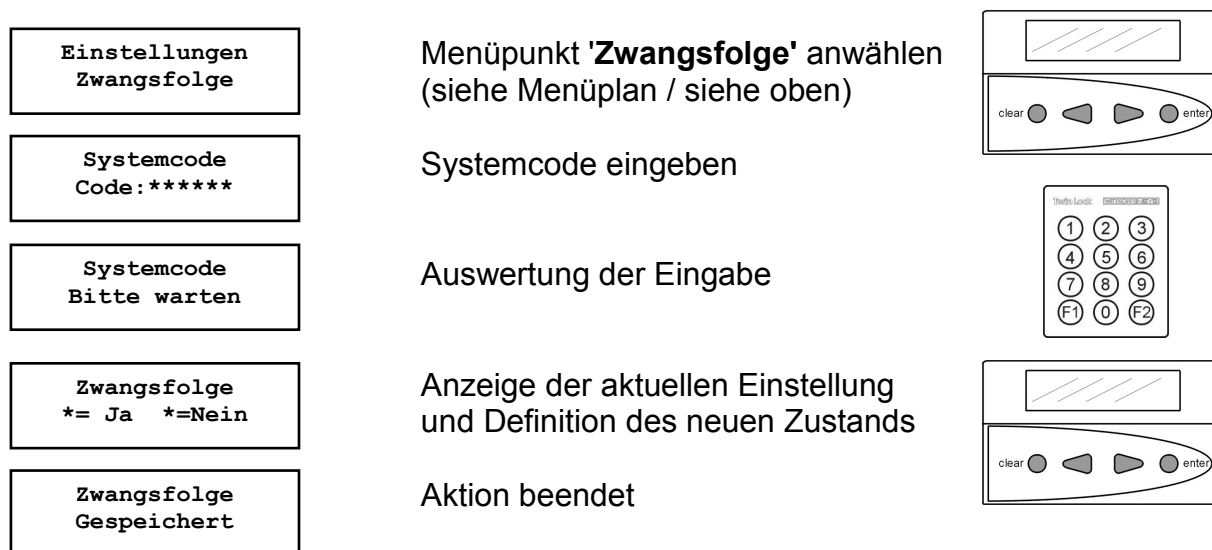 Einstellungen
Zwangsfolge
Menüpunkt 'Zwangsfolge' anwählen
(siehe Menüplan / siehe oben)
clear
enter
Systemcode
Code:******
Systemcode eingeben
Systemcode
Bitte warten
Auswertung der Eingabe
Twin Lock
1 2 3
4 5 6
7 8 9
F1 0 F2
Zwangsfolge
*= Ja *=Nein
Anzeige der aktuellen Einstellung
und Definition des neuen Zustands
clear
enter
Zwangsfolge
Gespeichert
Aktion beendet